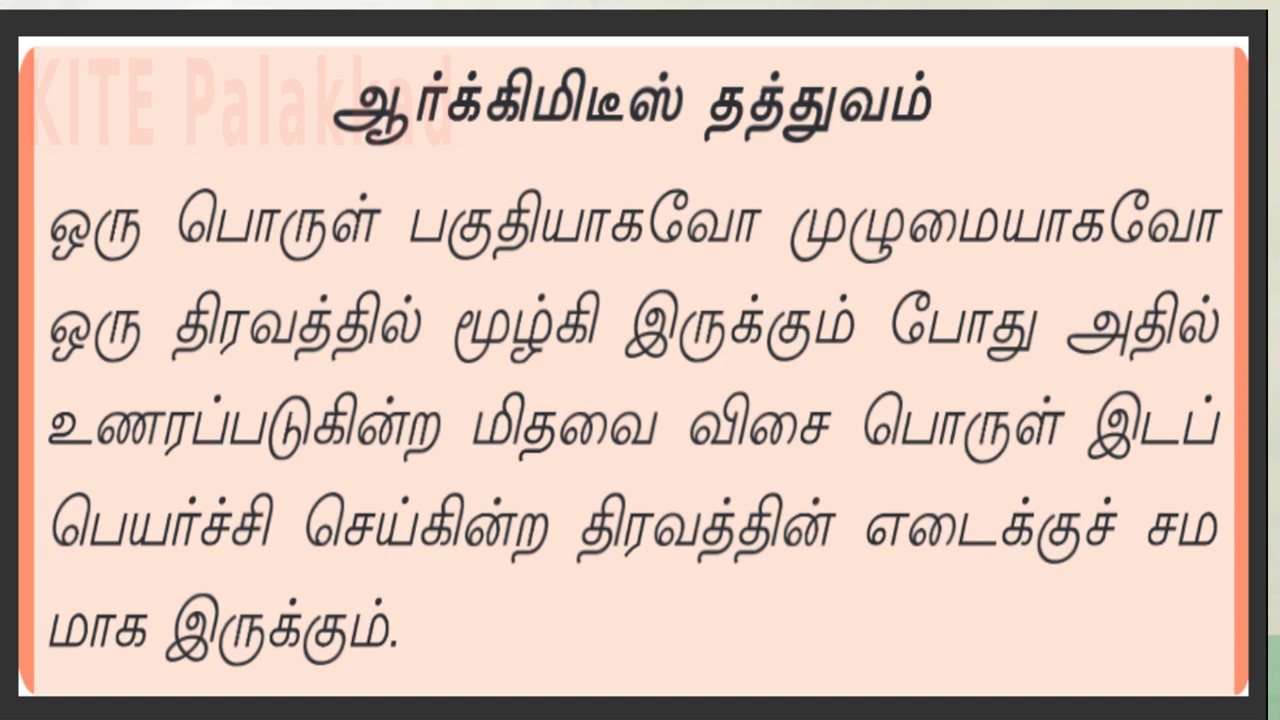 KITE Palakkad
ஆர்க்கிமிடீஸ் தத்துவம்
ஒரு பொருள் பகுதியாகவோ முழுமையாகவோ
ஒரு திரவத்தில் மூழ்கி இருக்கும் போது அதில்
உணரப்படுகின்ற மிதவை விசை பொருள் இடப்
பெயர்ச்சி செய்கின்ற திரவத்தின் எடைக்குச் சம
மாக இருக்கும்.